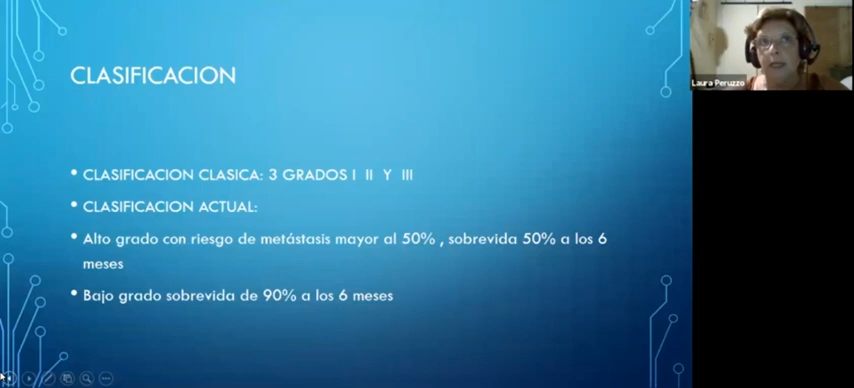 CLASIFICACION
Laura Peruzzo
• CLASIFICACION CLASICA: 3 GRADOS I II Y III
• CLASIFICACION ACTUAL:
• Alto grado con riesgo de metástasis mayor al 50% , sobrevida 50% a los 6
meses
• Bajo grado sobrevida de 90% a los 6 meses